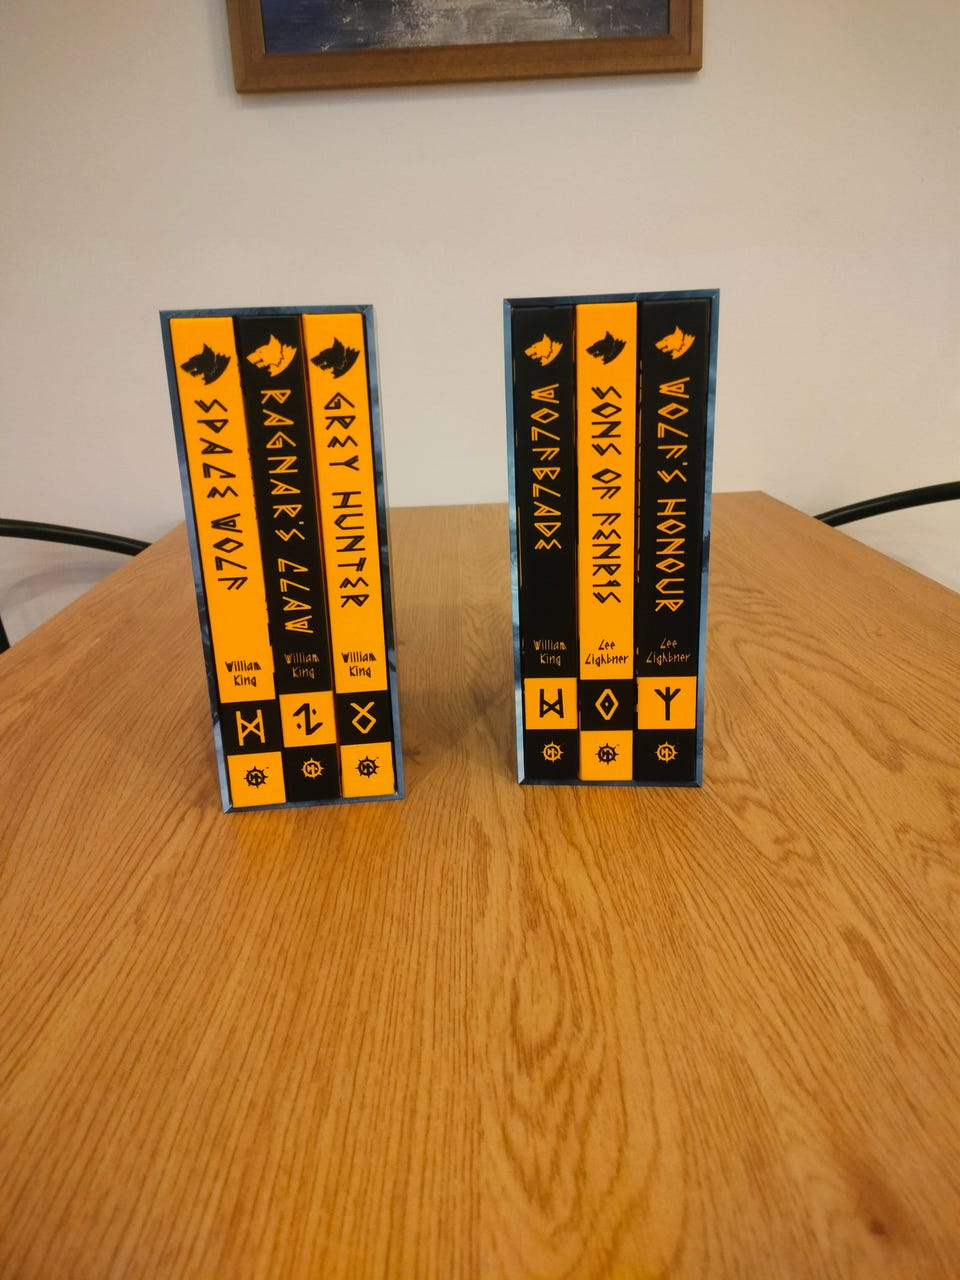 SPACE WOLF
William
King
RAGNAR'S CLAW
William
King
GREY HUNTER
William
King
WOLFBLADE
William
King
SONS OF FENRIS
Lee
Lightner
WOLF'S HONOUR
Lee
Lightner